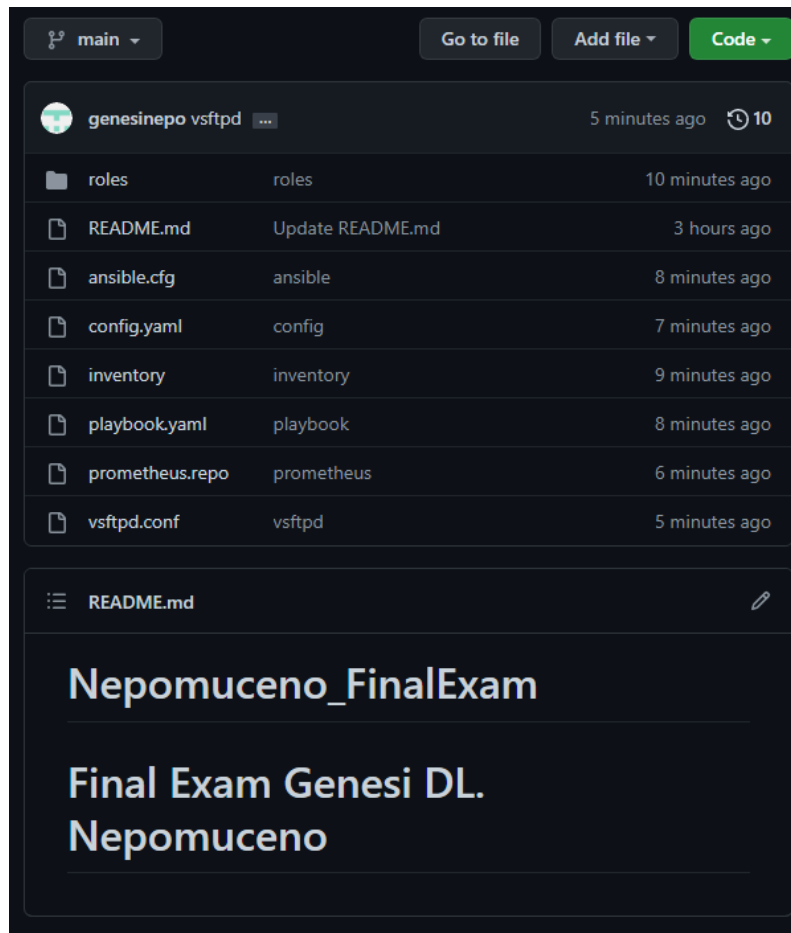 main Go to file Add file Code
genesinepo vsftpd ... 5 minutes ago 10
roles roles 10 minutes ago
README.md Update README.md 3 hours ago
ansible.cfg ansible 8 minutes ago
config.yaml config 7 minutes ago
inventory inventory 9 minutes ago
playbook.yaml playbook 8 minutes ago
prometheus.repo prometheus 6 minutes ago
vsftpd.conf vsftpd 5 minutes ago
README.md
Nepomuceno_FinalExam
Final Exam Genesi DL.
Nepomuceno